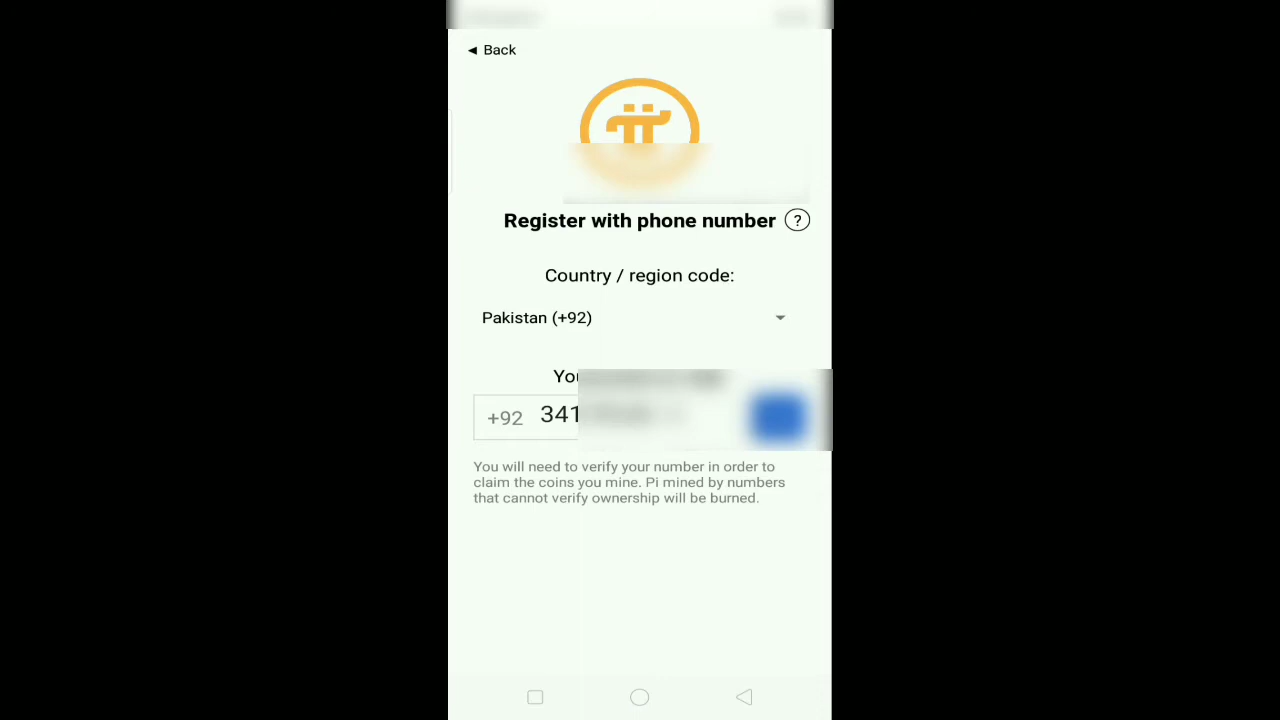 ◄ Back
Register with phone number ?
Country / region code:
Pakistan (+92)
+92 341
You will need to verify your number in order to
claim the coins you mine. Pi mined by numbers
that cannot verify ownership will be burned.